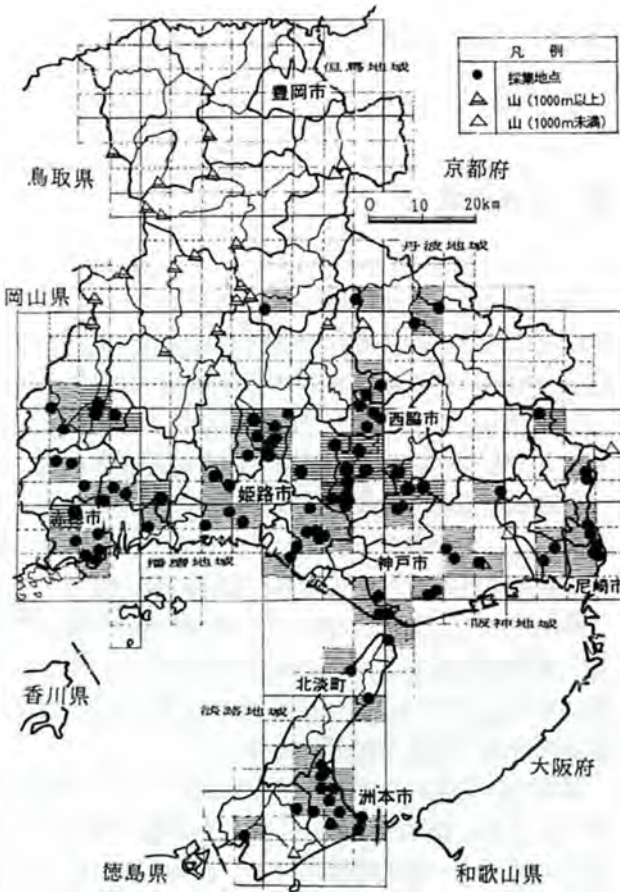 凡 例
採集地点
山(1000m以上)
山(1000m未満)
但馬地域
豊岡市
鳥取県
京都府
0 10 20km
丹波地域
岡山県
西脇市
姫路市
赤穂市
播磨地域
神戸市
尼崎市
阪神地域
香川県
北淡町
淡路地域
大阪府
洲本市
徳島県
和歌山県